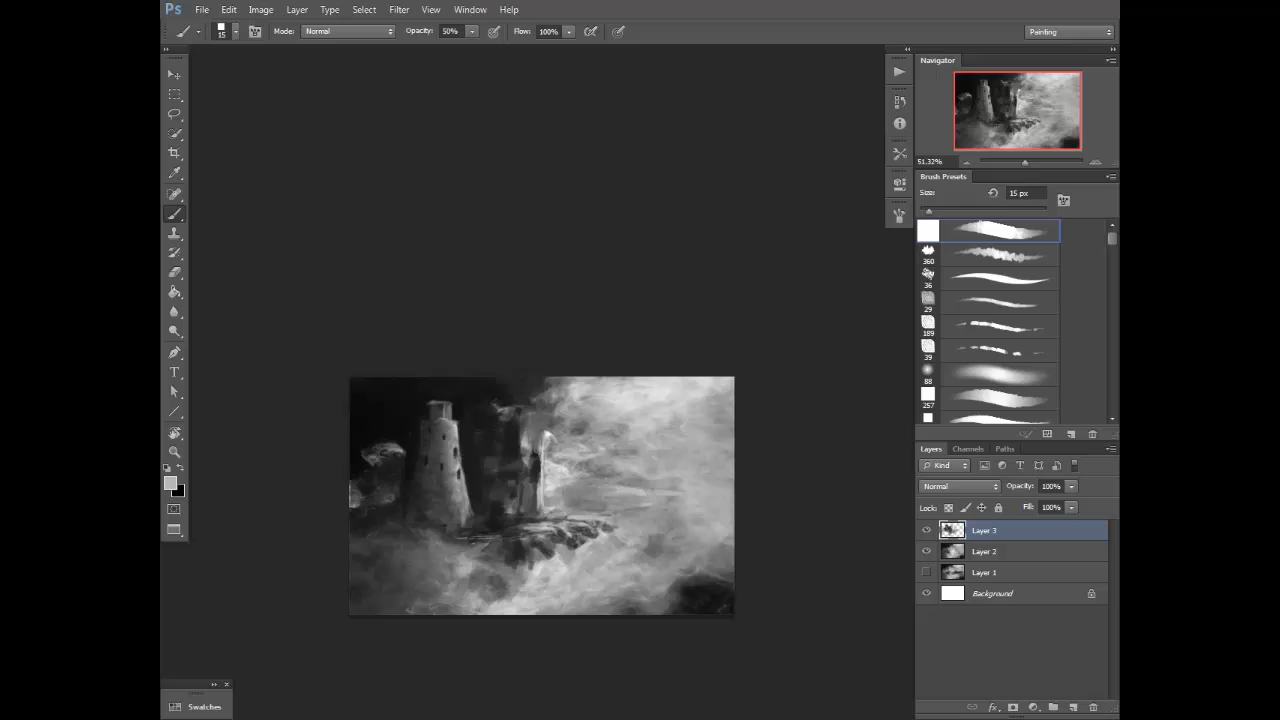 Ps File Edit Image Layer Type Select Filter View Window Help
15 Mode: Normal Opacity: 50% Flow: 100% Painting
Navigator
51.32%
Brush Presets
Size: 15 px
360
36
29
189
39
88
257
Layers Channels Paths
Kind
Normal Opacity: 100%
Lock: Fill: 100%
Layer 3
Layer 2
Layer 1
Background
fx
Swatches